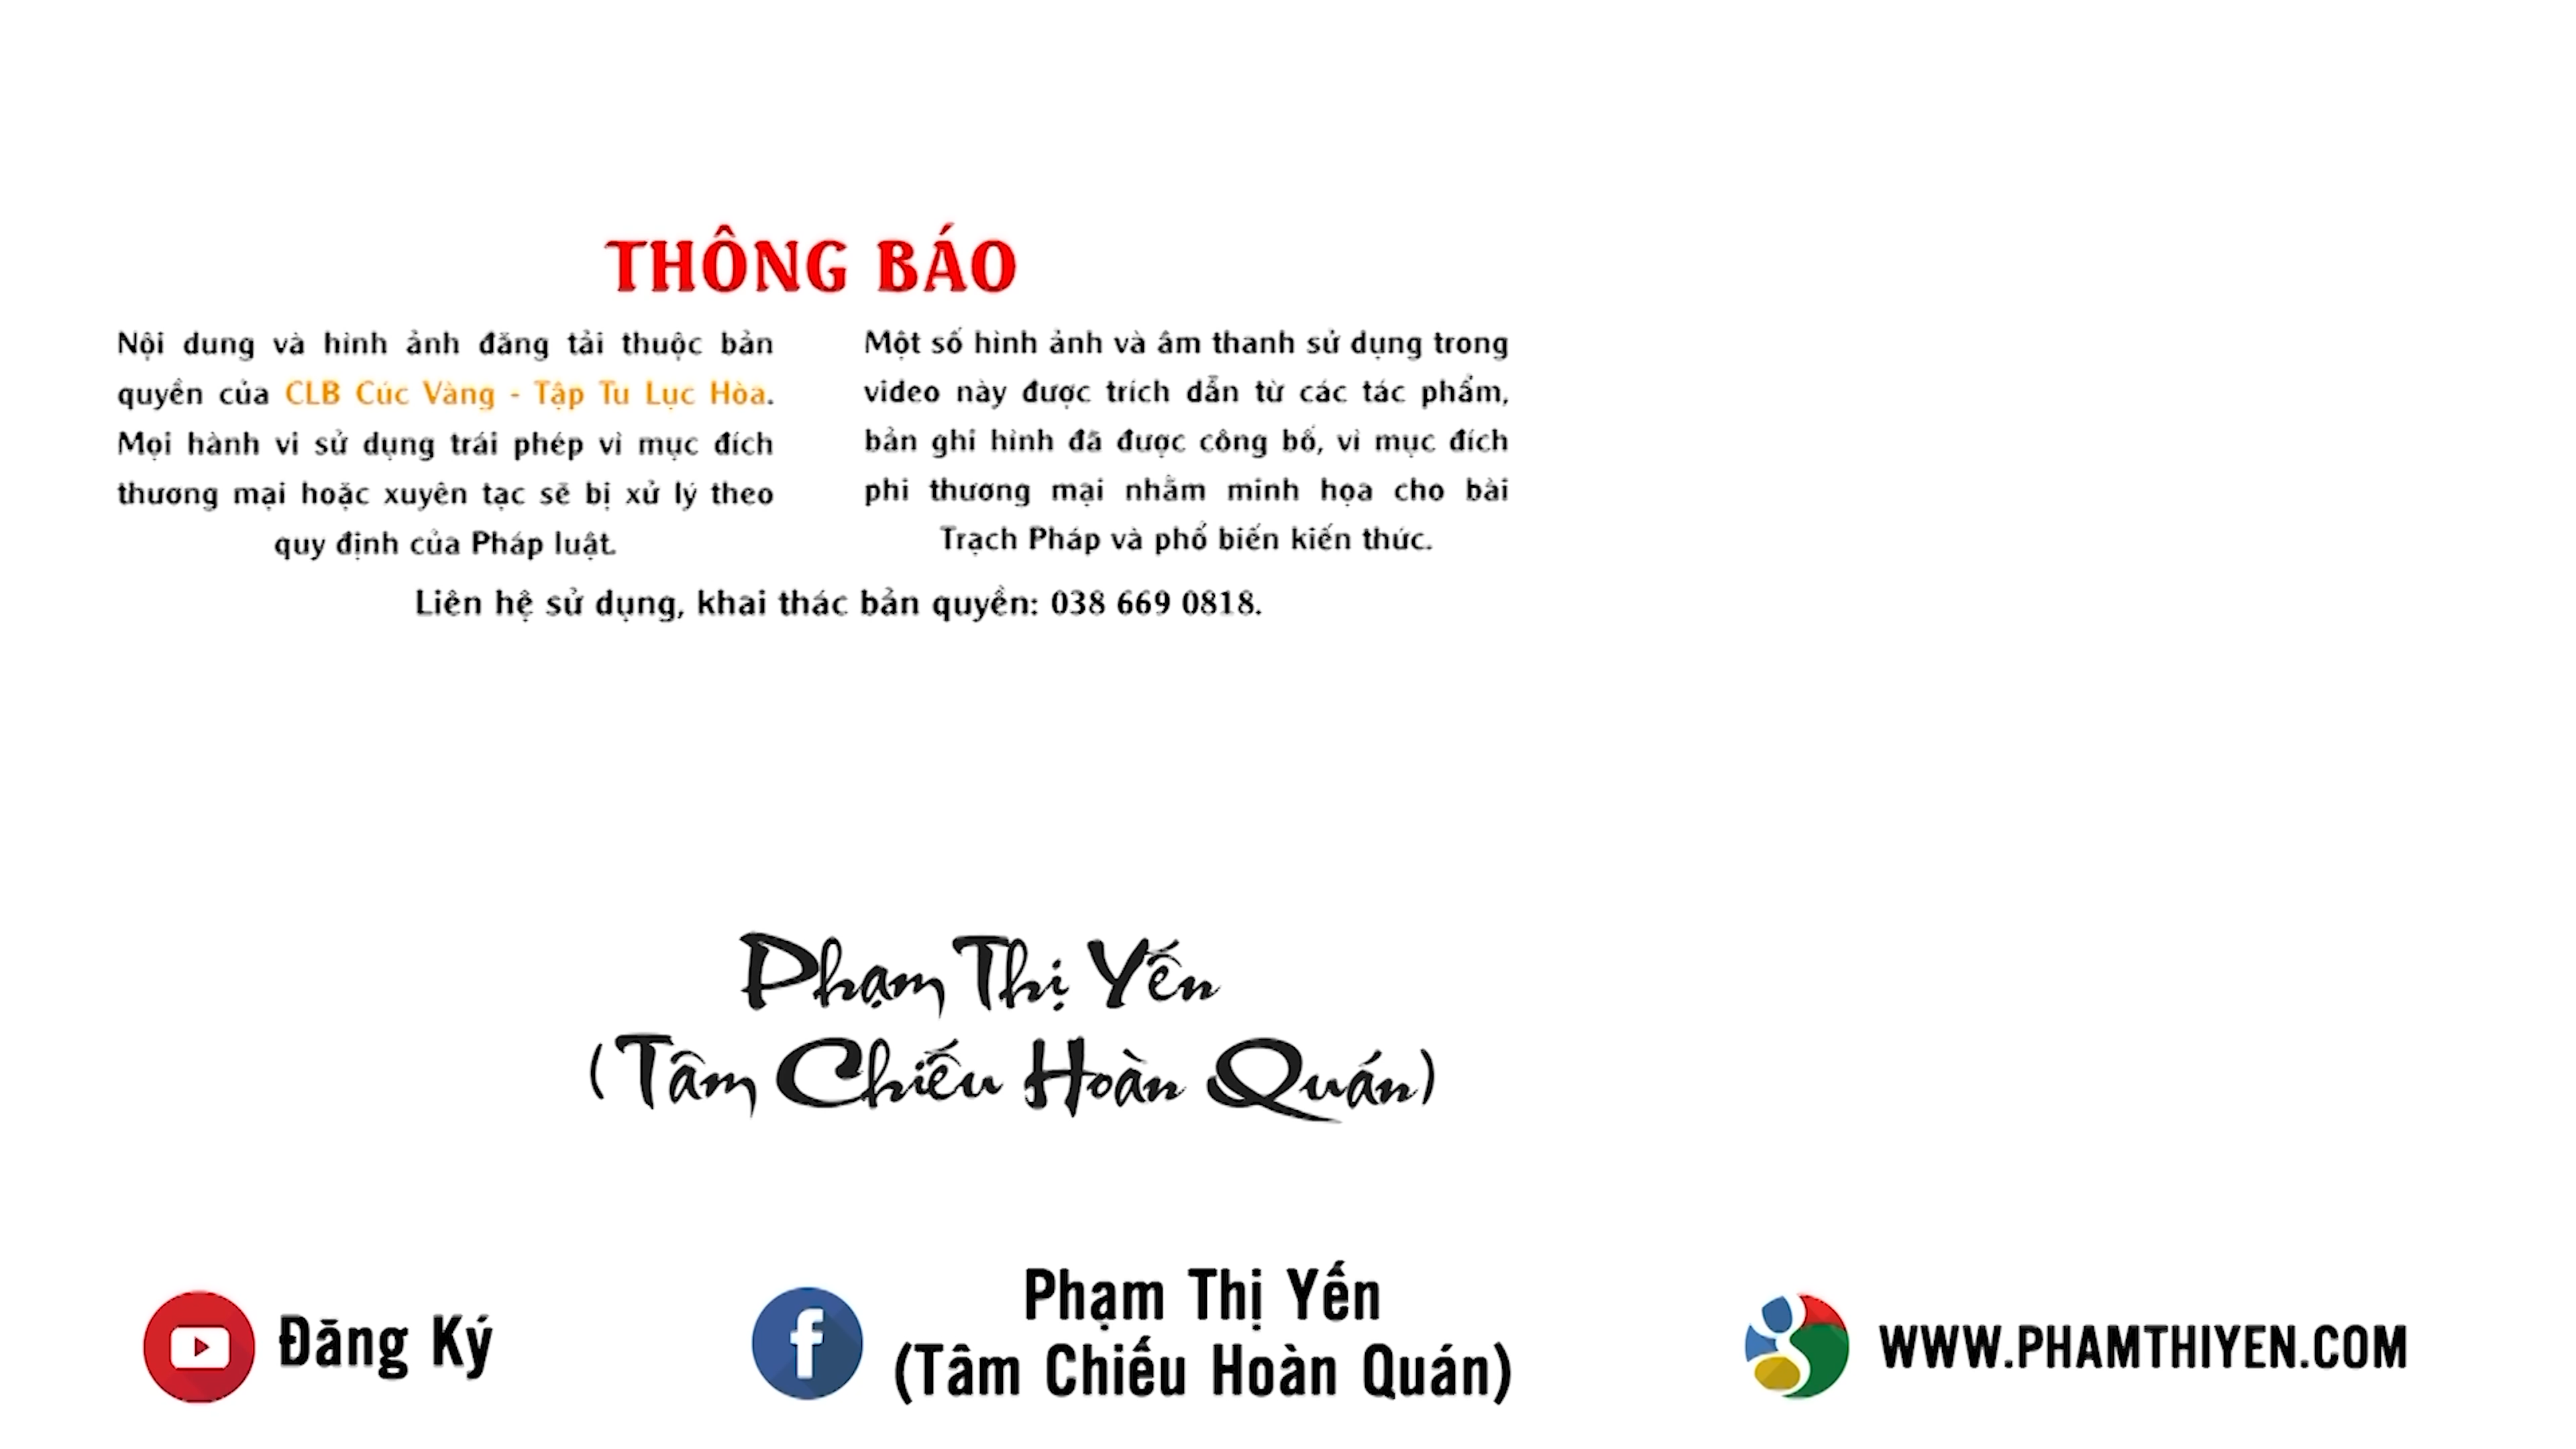 THÔNG BÁO
Nội dung và hình ảnh đăng tải thuộc bản
quyền của CLB Cúc Vàng - Tập Tu Lục Hòa.
Mọi hành vi sử dụng trái phép vì mục đích
thương mại hoặc xuyên tạc sẽ bị xử lý theo
quy định của Pháp luật.
Một số hình ảnh và âm thanh sử dụng trong
video này được trích dẫn từ các tác phẩm,
bản ghi hình đã được công bố, vì mục đích
phi thương mại nhằm minh họa cho bài
Trạch Pháp và phổ biến kiến thức.
Liên hệ sử dụng, khai thác bản quyền: 038 669 0818.
Phạm Thị Yến
(Tâm Chiếu Hoàn Quán)
Đăng Ký
Phạm Thị Yến
(Tâm Chiếu Hoàn Quán)
WWW.PHAMTHIYEN.COM